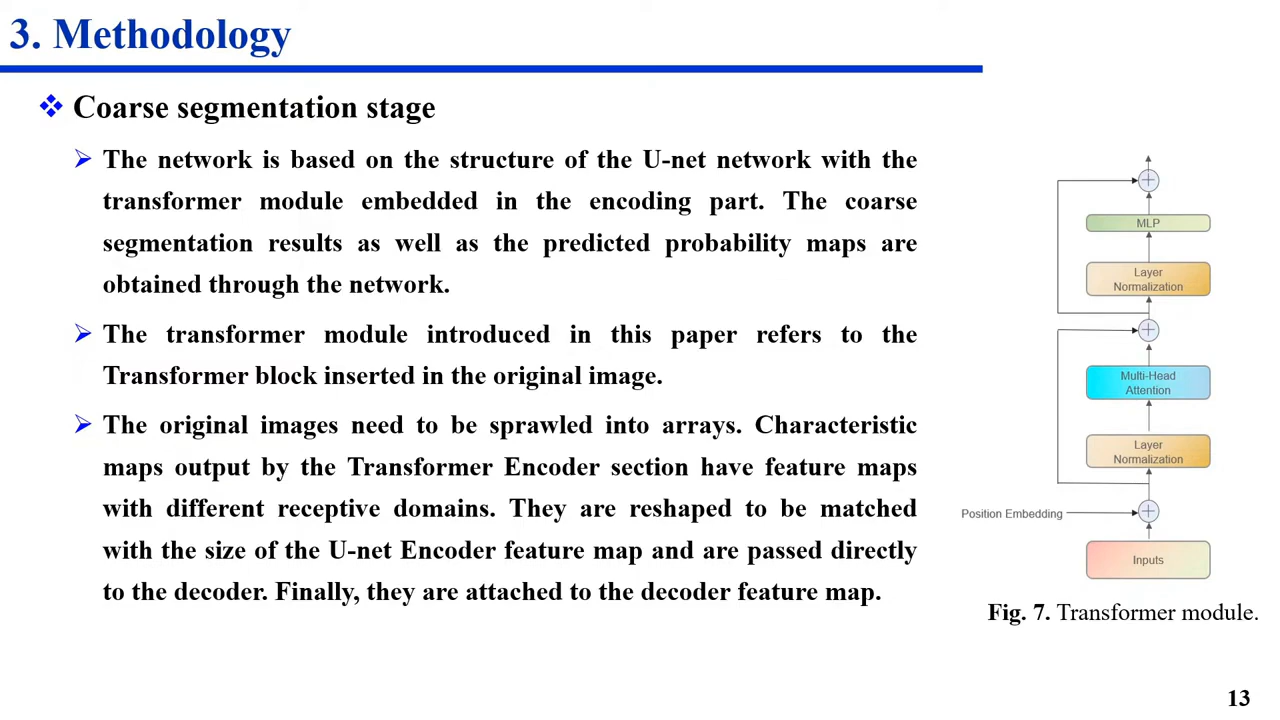 3. Methodology
Coarse segmentation stage
The network is based on the structure of the U-net network with the
transformer module embedded in the encoding part. The coarse
segmentation results as well as the predicted probability maps are
obtained through the network.
The transformer module introduced in this paper refers to the
Transformer block inserted in the original image.
The original images need to be sprawled into arrays. Characteristic
maps output by the Transformer Encoder section have feature maps
with different receptive domains. They are reshaped to be matched
with the size of the U-net Encoder feature map and are passed directly
to the decoder. Finally, they are attached to the decoder feature map.
MLP
Layer
Normalization
Multi-Head
Attention
Layer
Normalization
Position Embedding
Inputs
Fig. 7. Transformer module.
13